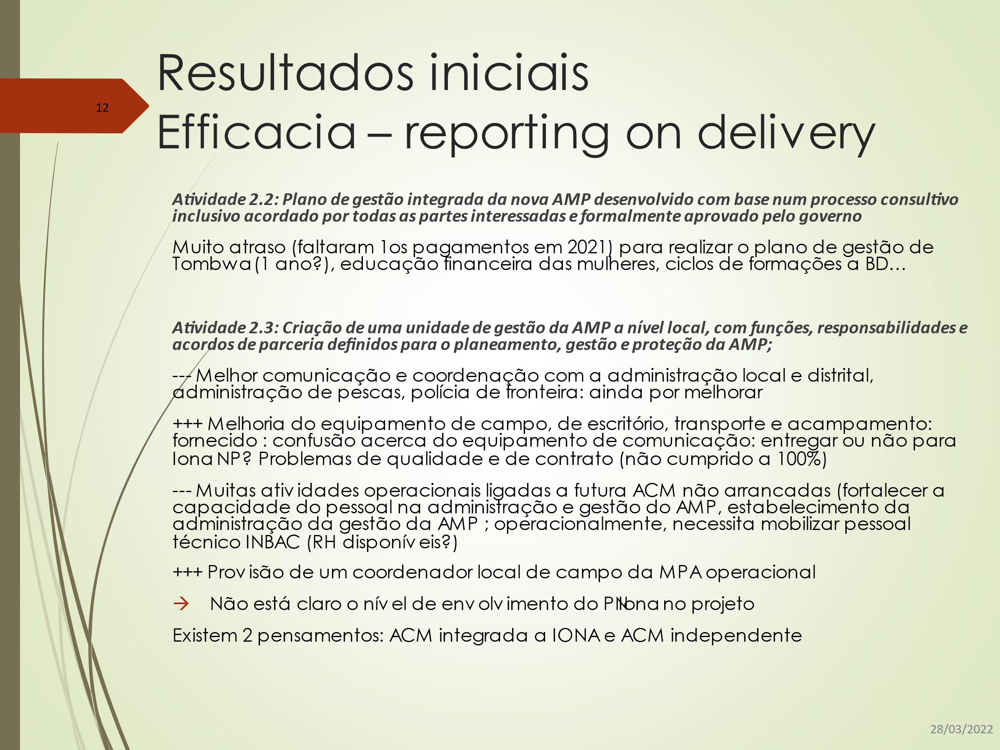 Resultados iniciais
12
Efficacia – reporting on delivery
Atividade 2.2: Plano de gestão integrada da nova AMP desenvolvido com base num processo consultivo
inclusivo acordado por todas as partes interessadas e formalmente aprovado pelo governo
Muito atraso (faltaram 1os pagamentos em 2021) para realizar o plano de gestão de
Tombwa (1 ano?), educação financeira das mulheres, ciclos de formações a BD…
Atividade 2.3: Criação de uma unidade de gestão da AMP a nível local, com funções, responsabilidades e
acordos de parceria definidos para o planeamento, gestão e proteção da AMP;
--- Melhor comunicação e coordenação com a administração local e distrital,
administração de pescas, polícia de fronteira: ainda por melhorar
+++ Melhoria do equipamento de campo, de escritório, transporte e acampamento:
fornecido : confusão acerca do equipamento de comunicação: entregar ou não para
Iona NP? Problemas de qualidade e de contrato (não cumprido a 100%)
--- Muitas atividades operacionais ligadas a futura ACM não arrancadas (fortalecer a
capacidade do pessoal na administração e gestão do AMP, estabelecimento da
administração da gestão da AMP ; operacionalmente, necessita mobilizar pessoal
técnico INBAC (RH disponíveis?)
+++ Provisão de um coordenador local de campo da MPA operacional
→ Não está claro o nível de envolvimento do PN Iona no projeto
Existem 2 pensamentos: ACM integrada a IONA e ACM independente
28/03/2022